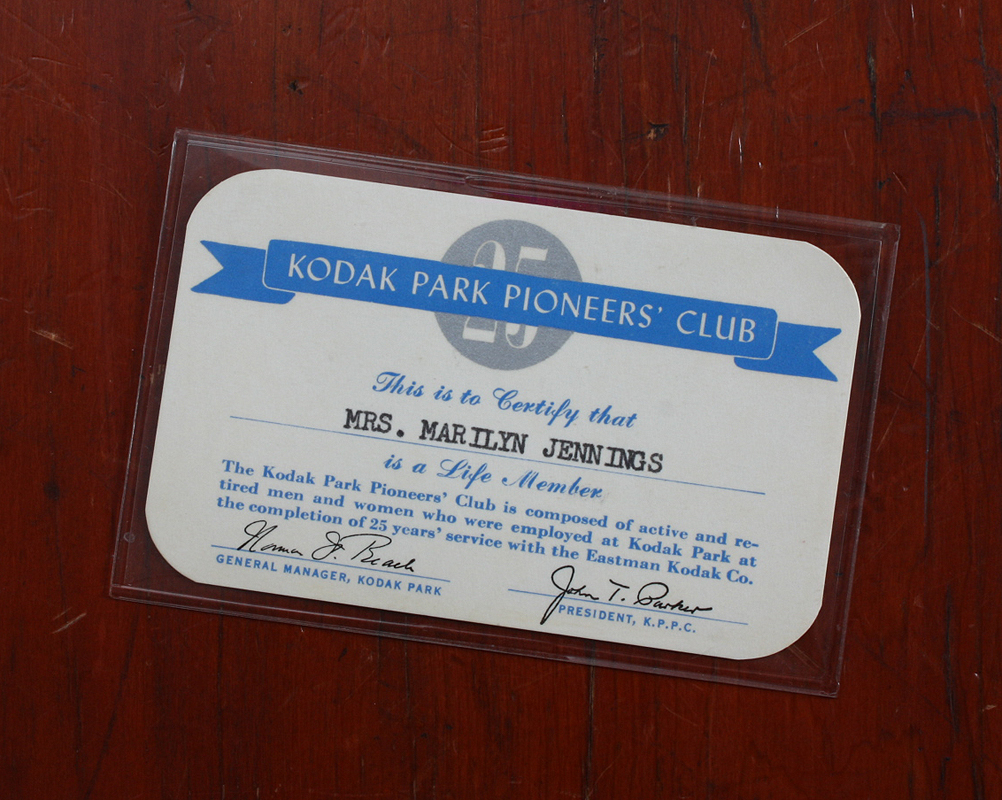 25
KODAK PARK PIONEERS' CLUB
This is to Certify that
MRS. MARILYN JENNINGS
is a Life Member
The Kodak Park Pioneers' Club is composed of active and re-
tired men and women who were employed at Kodak Park at
the completion of 25 years' service with the Eastman Kodak Co.
Norman F. Beach
GENERAL MANAGER, KODAK PARK
John T. Parker
PRESIDENT, K.P.P.C.